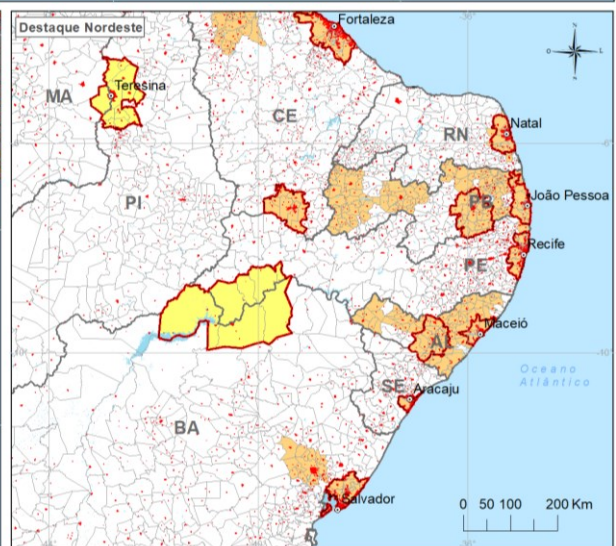 Destaque Nordeste
Fortaleza
N
O
L
S
MA
Teresina
CE
RN
Natal
PI
PB
João Pessoa
Recife
PE
AL
Maceió
SE
Aracaju
Oceano
Atlântico
BA
Salvador
0 50 100 200 Km